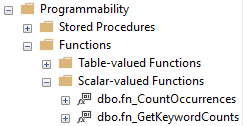 Programmability
Stored Procedures
Functions
Table-valued Functions
Scalar-valued Functions
dbo.fn_CountOccurrences
dbo.fn_GetKeywordCounts